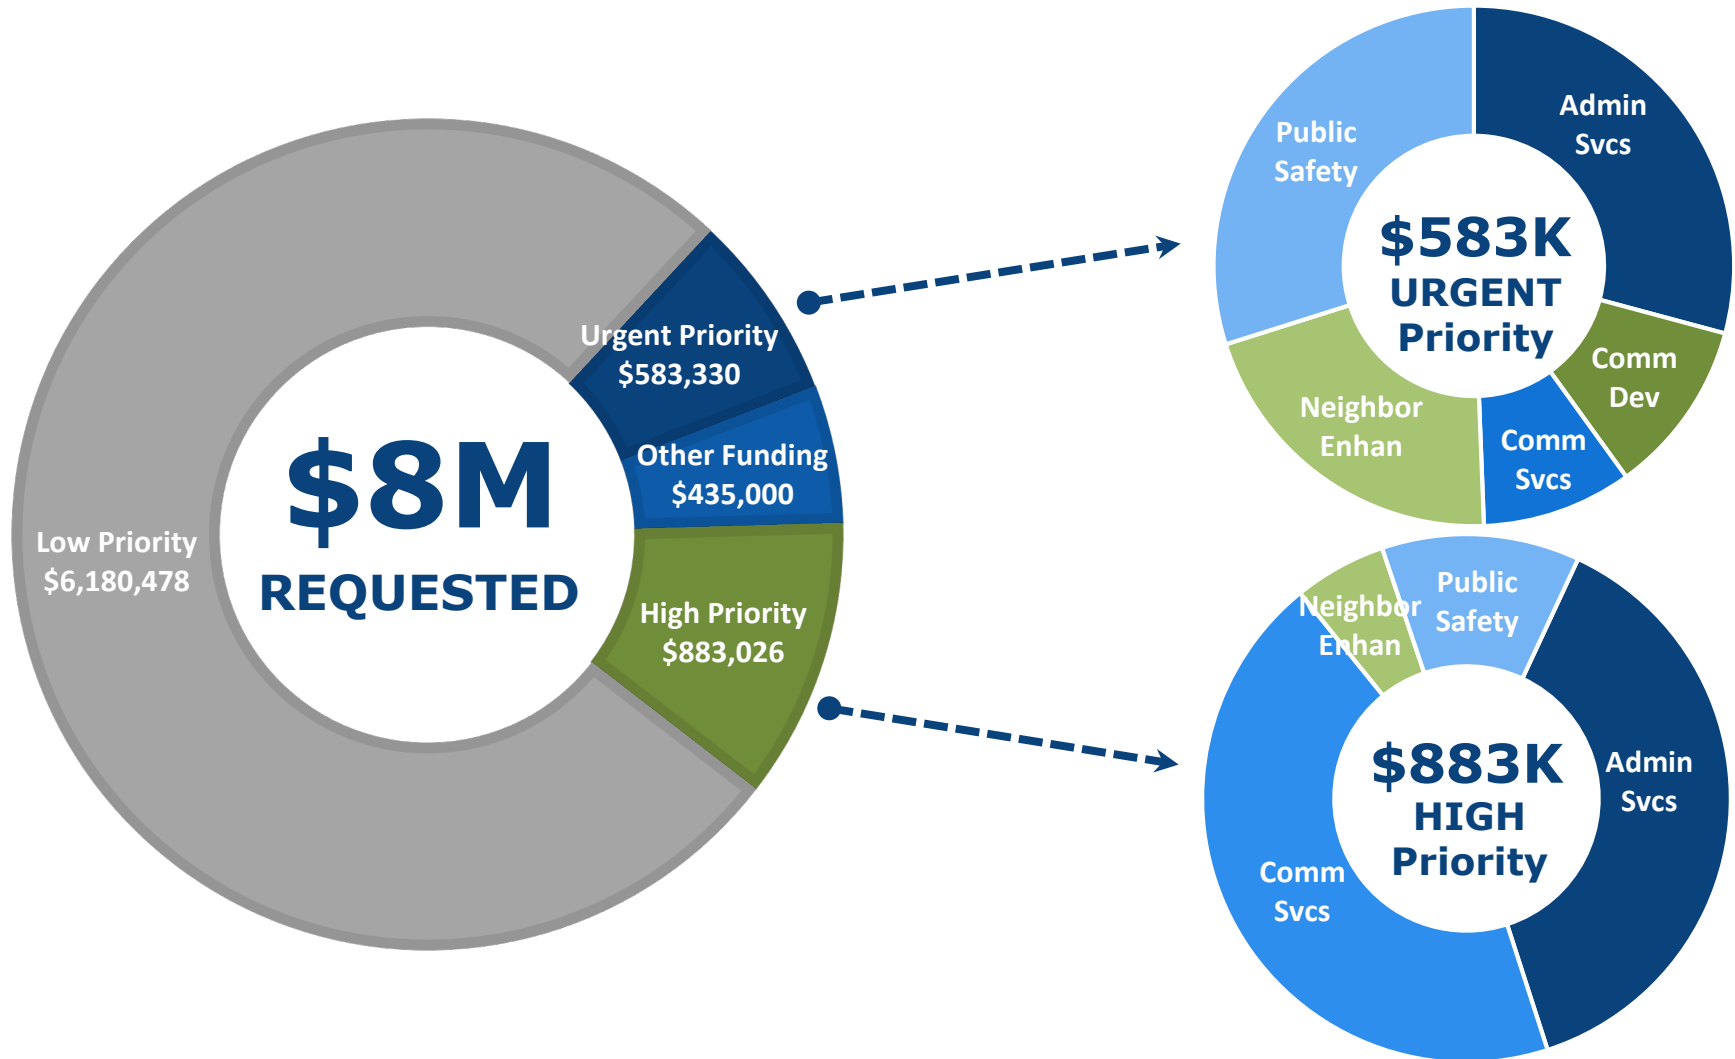 $8M
REQUESTED
Low Priority
$6,180,478
Urgent Priority
$583,330
Other Funding
$435,000
High Priority
$883,026
Public
Safety
Admin
Svcs
$583K
URGENT
Priority
Comm
Dev
Neighbor
Enhan
Comm
Svcs
Neighbor
Enhan
Public
Safety
$883K
HIGH
Priority
Admin
Svcs
Comm
Svcs